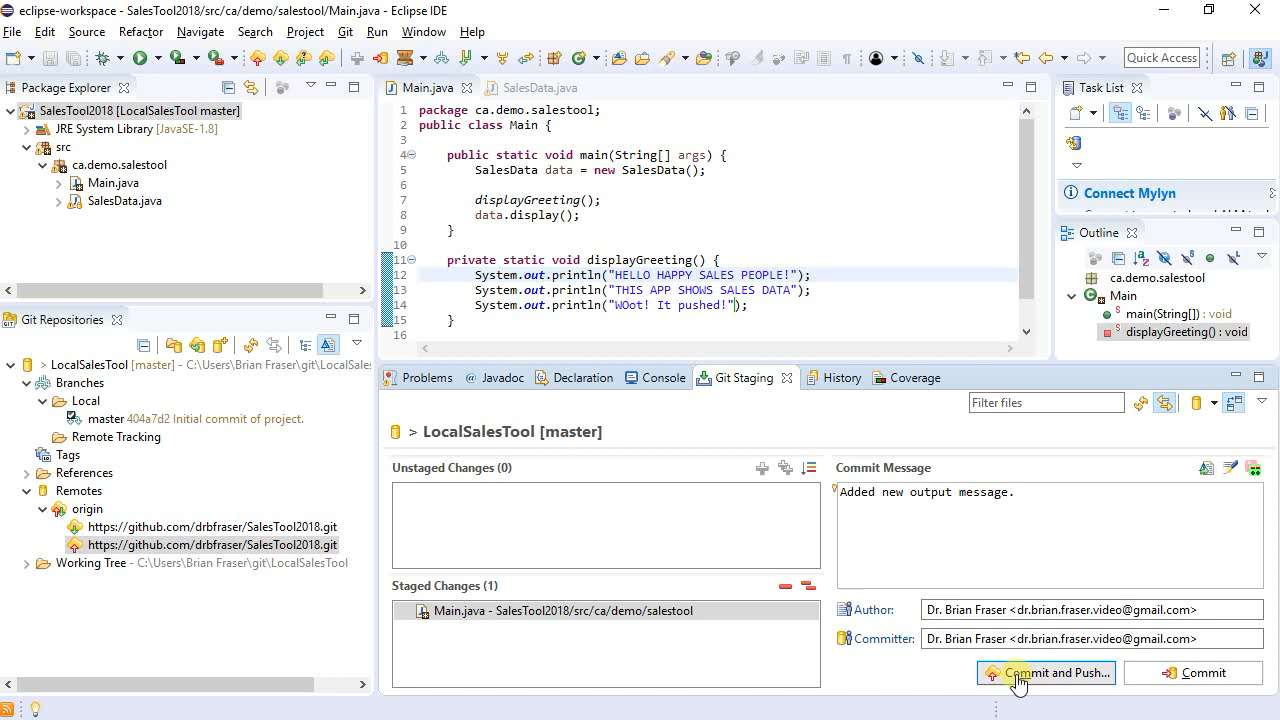 eclipse-workspace - SalesTool2018/src/ca/demo/salestool/Main.java - Eclipse IDE
File Edit Source Refactor Navigate Search Project Git Run Window Help
Quick Access
Package Explorer
SalesTool2018 [LocalSalesTool master]
JRE System Library [JavaSE-1.8]
src
ca.demo.salestool
Main.java
SalesData.java
Git Repositories
> LocalSalesTool [master] - C:\Users\Brian Fraser\git\LocalSales
Branches
Local
master 404a7d2 Initial commit of project.
Remote Tracking
Tags
References
Remotes
origin
https://github.com/drbfraser/SalesTool2018.git
https://github.com/drbfraser/SalesTool2018.git
Working Tree - C:\Users\Brian Fraser\git\LocalSalesTool
Main.java SalesData.java
1 package ca.demo.salestool;
2 public class Main {
3
4 public static void main(String[] args) {
5 SalesData data = new SalesData();
6
7 displayGreeting();
8 data.display();
9 }
10
11 private static void displayGreeting() {
12 System.out.println("HELLO HAPPY SALES PEOPLE!");
13 System.out.println("THIS APP SHOWS SALES DATA");
14 System.out.println("WOot! It pushed!");
15 }
16
Task List
Connect Mylyn
Outline
ca.demo.salestool
Main
main(String[]) : void
displayGreeting() : void
Problems Javadoc Declaration Console Git Staging History Coverage
Filter files
> LocalSalesTool [master]
Unstaged Changes (0)
Staged Changes (1)
Main.java - SalesTool2018/src/ca/demo/salestool
Commit Message
Added new output message.
Author: Dr. Brian Fraser <dr.brian.fraser.video@gmail.com>
Committer: Dr. Brian Fraser <dr.brian.fraser.video@gmail.com>
Commit and Push... Commit